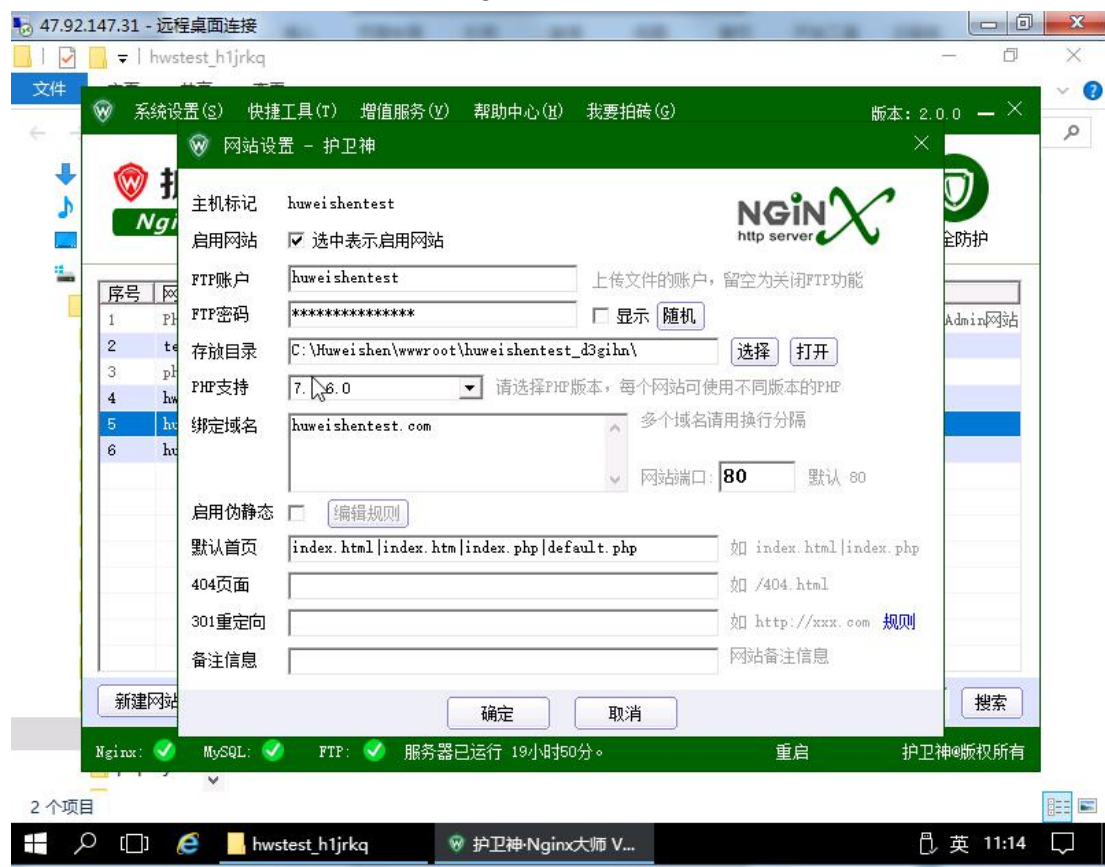 47.92.147.31 - 远程桌面连接
hwstest_h1jrkq
文件
系统设置(S) 快捷工具(T) 增值服务(V) 帮助中心(H) 我要拍砖(G) 版本: 2.0.0
网站设置 - 护卫神
主机标记 huweishentest
NGiNX
http server
启用网站 选中表示启用网站
全防护
FTP账户 huweishentest 上传文件的账户，留空为关闭FTP功能
序号
FTP密码 *************** 显示 随机
1 Admin网站
2 te 存放目录 C:\Huweishen\wwwroot\huweishentest_d3gihn\ 选择 打开
3 ph PHP支持 请选择PHP版本，每个网站可使用不同版本的PHP
4 hw
5 hu 绑定域名 huweishentest.com 多个域名请用换行分隔
6 hu
网站端口: 80 默认 80
启用伪静态 编辑规则
默认首页 index.html|index.htm|index.php|default.php 如 index.html|index.php
404页面 如 /404.html
301重定向 如 http://xxx.com 规则
备注信息 网站备注信息
新建网站 搜索
确定 取消
Nginx: MySQL: FTP: 服务器已运行 19小时50分。 重启 护卫神@版权所有
2 个项目
hwstest_h1jrkq 护卫神·Nginx大师 V... 英 11:14